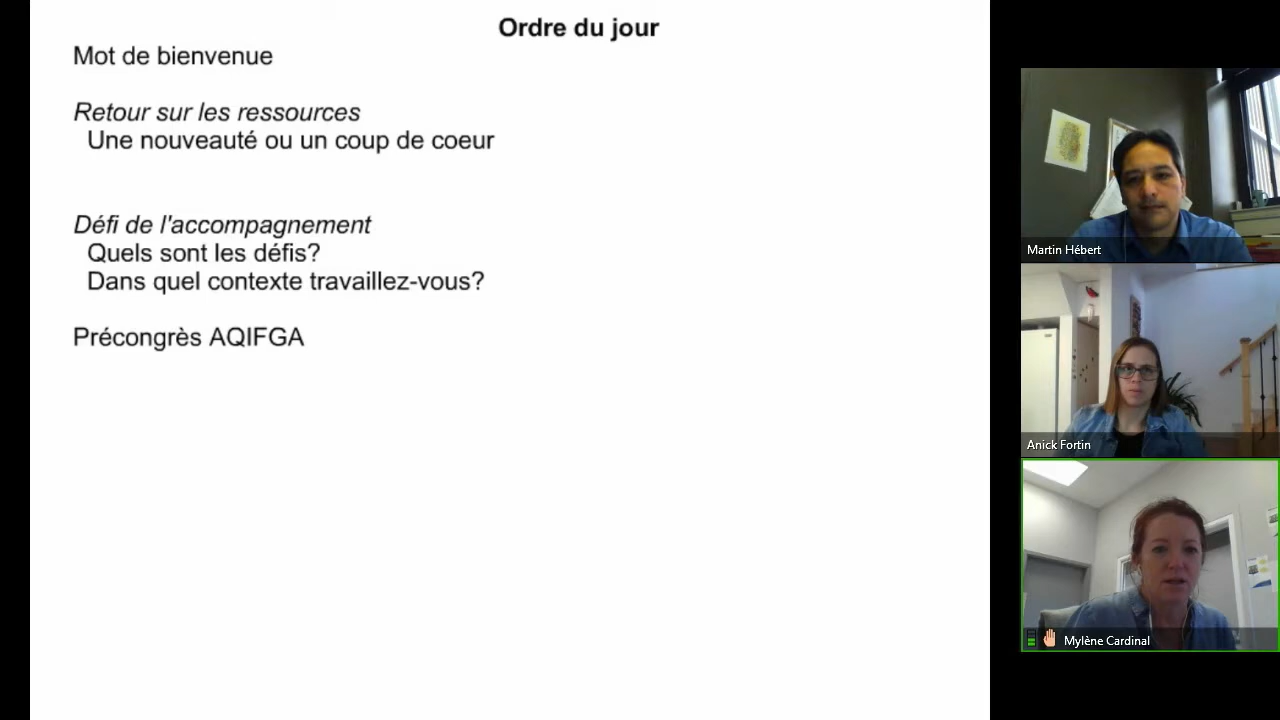 Ordre du jour
Mot de bienvenue
Retour sur les ressources
Une nouveauté ou un coup de coeur
Défi de l'accompagnement
Quels sont les défis?
Dans quel contexte travaillez-vous?
Précongrès AQIFGA
Martin Hébert
Anick Fortin
Mylène Cardinal